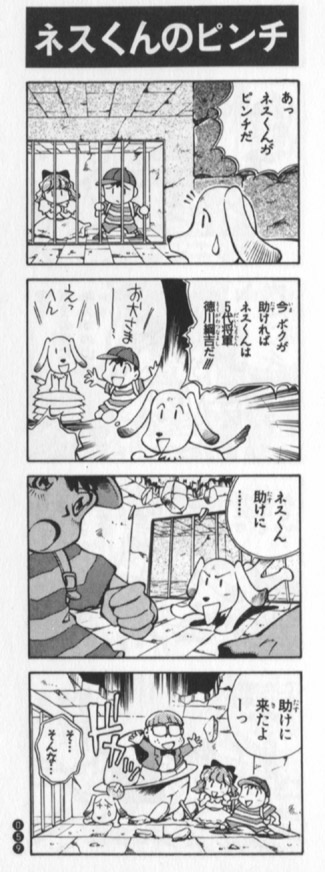 ネスくんのピンチ
あっ
ネスくんが
ピンチだ
今ボクが
助ければ
ネスくんは
5代将軍
徳川綱吉だ!!!
お犬さま
えっ
へん
ネスくん
助けに
……
助けに
来たよ
ーっ
ドカッ
そ…
そんな…
059